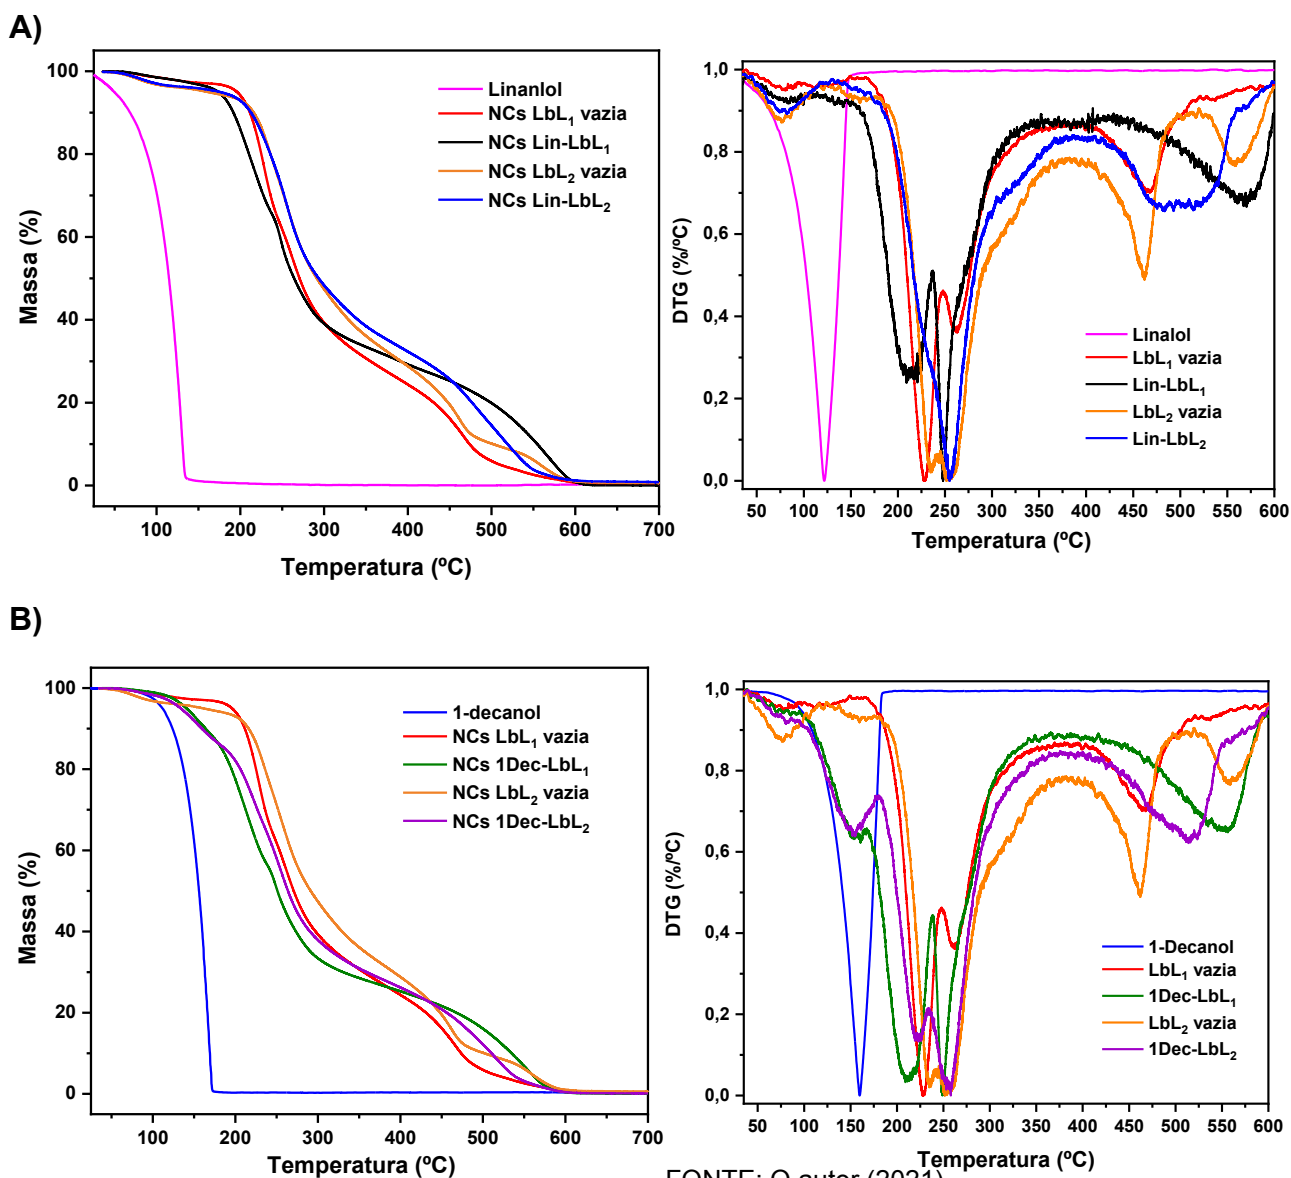 A)
Massa (%)
100
80
60
40
20
0
100 200 300 400 500 600 700
Temperatura (ºC)
Linanlol
NCs LbL₁ vazia
NCs Lin-LbL₁
NCs LbL₂ vazia
NCs Lin-LbL₂
DTG (%/ºC)
1,0
0,8
0,6
0,4
0,2
0,0
50 100 150 200 250 300 350 400 450 500 550 600
Temperatura (ºC)
Linalol
LbL₁ vazia
Lin-LbL₁
LbL₂ vazia
Lin-LbL₂
B)
Massa (%)
100
80
60
40
20
0
100 200 300 400 500 600 700
Temperatura (ºC)
1-decanol
NCs LbL₁ vazia
NCs 1Dec-LbL₁
NCs LbL₂ vazia
NCs 1Dec-LbL₂
DTG (%/ºC)
1,0
0,8
0,6
0,4
0,2
0,0
50 100 150 200 250 300 350 400 450 500 550 600
Temperatura (ºC)
1-Decanol
LbL₁ vazia
1Dec-LbL₁
LbL₂ vazia
1Dec-LbL₂
FONTE: O autor (2021)